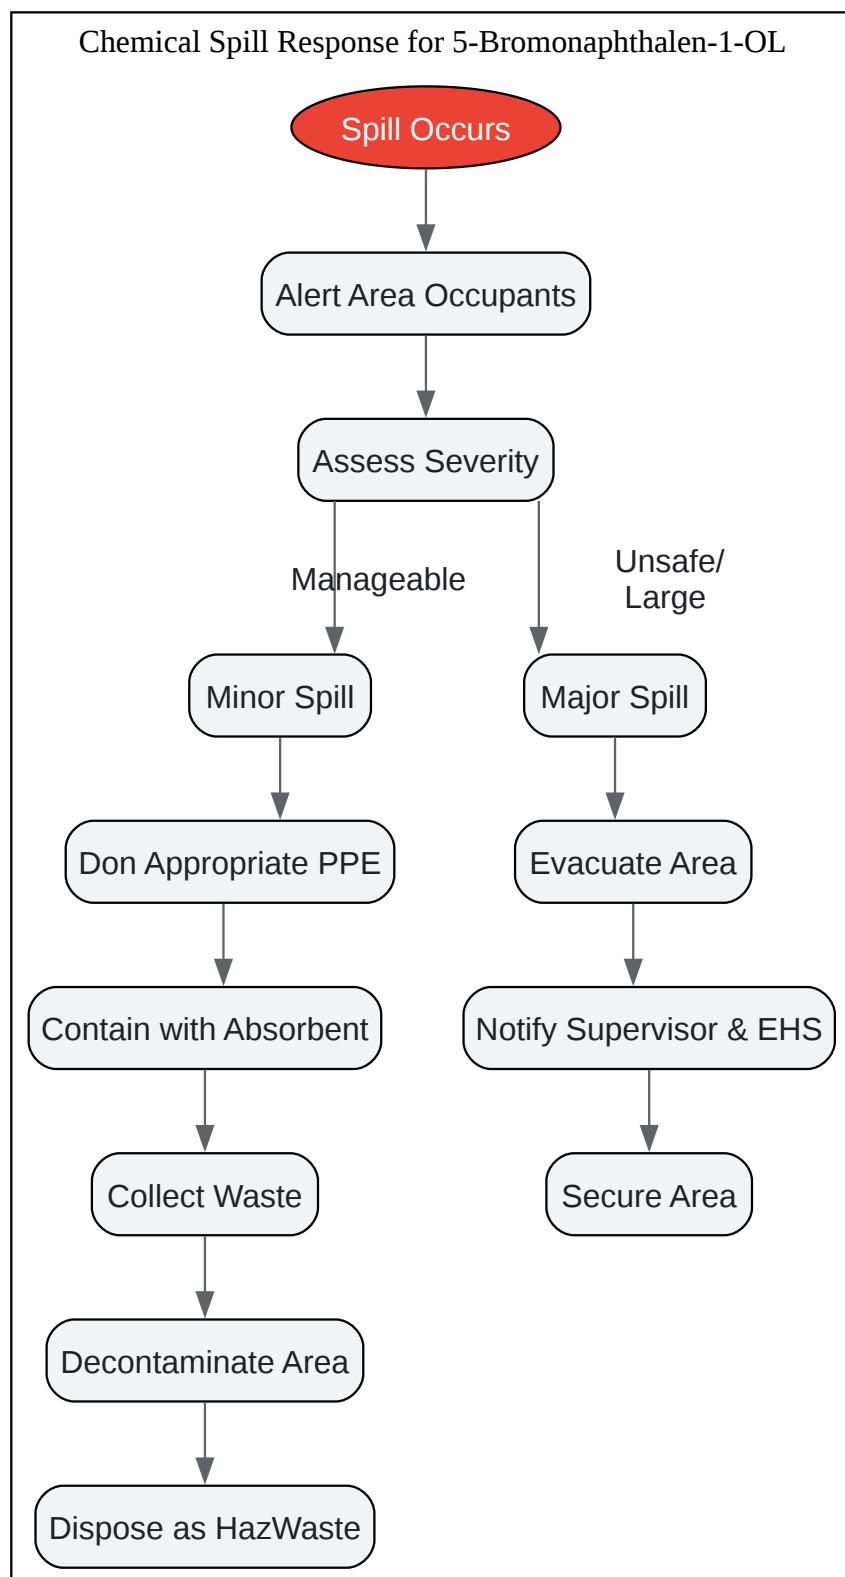 Chemical Spill Response for 5-Bromonaphthalen-1-OL
Spill Occurs
Alert Area Occupants
Assess Severity
Manageable
Unsafe/
Large
Minor Spill
Major Spill
Don Appropriate PPE
Evacuate Area
Contain with Absorbent
Notify Supervisor & EHS
Collect Waste
Secure Area
Decontaminate Area
Dispose as HazWaste